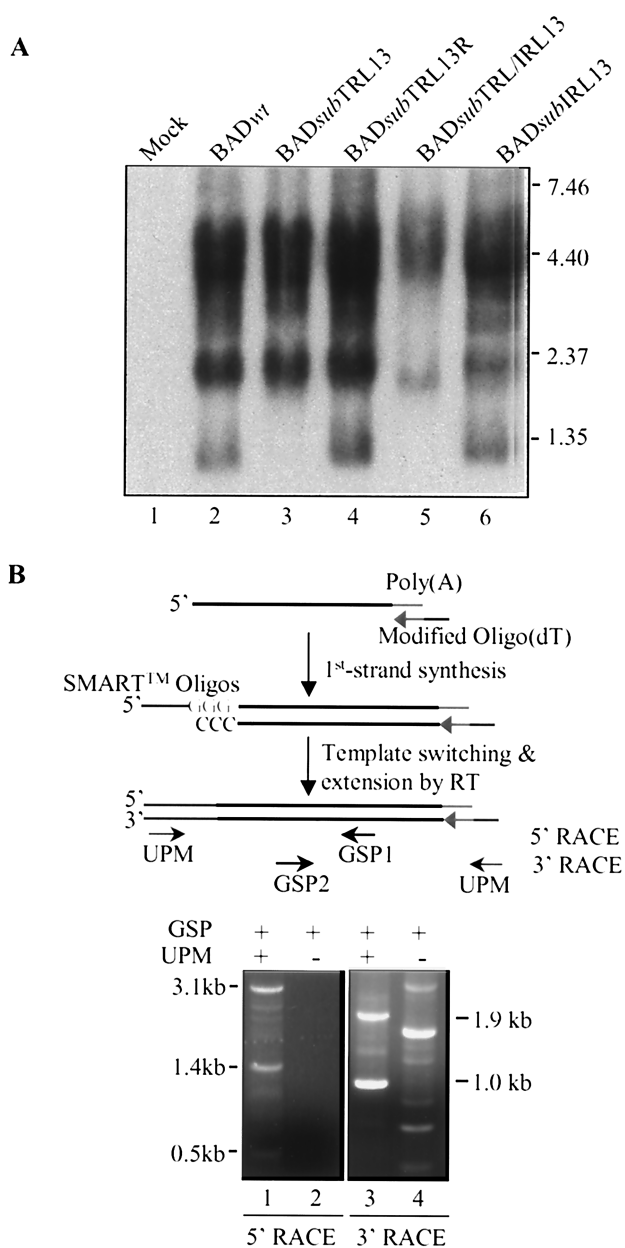 A
Mock
BADwt
BADsubTRL13
BADsubTRL13R
BADsubTRL/IRL13
BADsubIRL13
7.46
4.40
2.37
1.35
1 2 3 4 5 6
B
Poly(A)
5`
Modified Oligo(dT)
1st-strand synthesis
SMART™ Oligos
5` GGG
CCC
Template switching &
extension by RT
5`
3`
UPM GSP1 5` RACE
GSP2 UPM 3` RACE
GSP + + + +
UPM + - + -
3.1kb
1.9 kb
1.4kb
1.0 kb
0.5kb
1 2 3 4
5` RACE 3` RACE